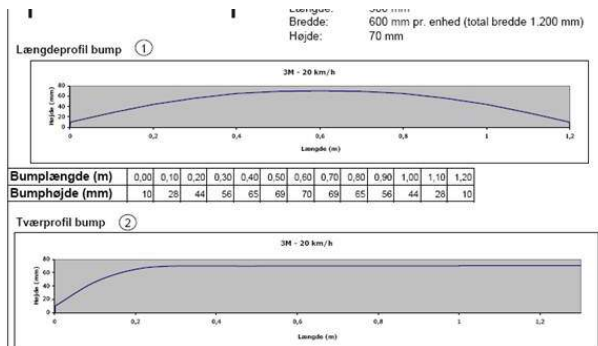 Bredde: 600 mm pr. enhed (total bredde 1.200 mm)
Højde: 70 mm
Længdeprofil bump 1
3M - 20 km/h
Højde (mm)
80
60
40
20
0
0 0,2 0,4 0,6 0,8 1 1,2
Længde (m)
Bumplængde (m) 0,00 0,10 0,20 0,30 0,40 0,50 0,60 0,70 0,80 0,90 1,00 1,10 1,20
Bumphøjde (mm) 10 28 44 56 65 69 70 69 65 56 44 28 10
Tværprofil bump 2
3M - 20 km/h
Højde (mm)
80
60
40
20
0
0 0,2 0,4 0,6 0,8 1 1,2
Længde (m)